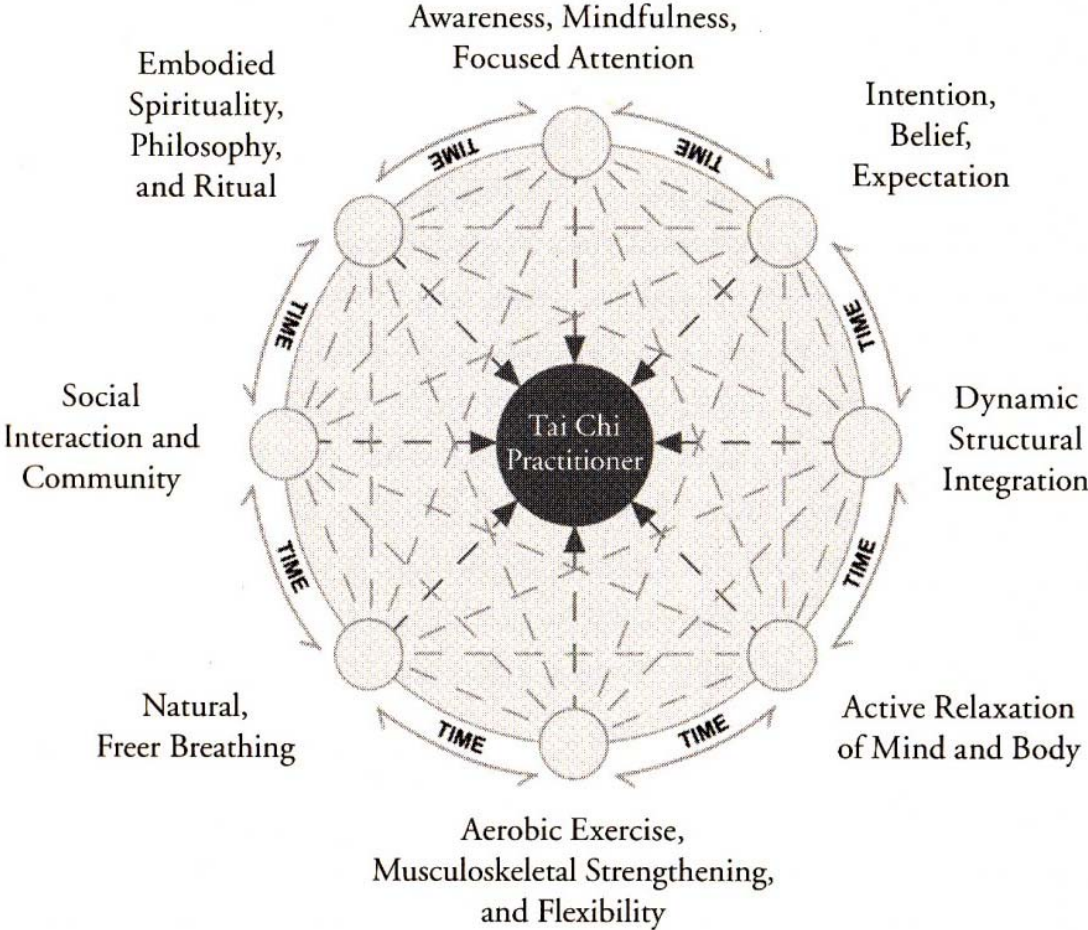 Awareness, Mindfulness,
Focused Attention
Embodied
Spirituality,
Philosophy,
and Ritual
Intention,
Belief,
Expectation
TIME
TIME
TIME
TIME
Social
Interaction and
Community
Tai Chi
Practitioner
Dynamic
Structural
Integration
TIME
TIME
Natural,
Freer Breathing
Active Relaxation
of Mind and Body
TIME
TIME
Aerobic Exercise,
Musculoskeletal Strengthening,
and Flexibility